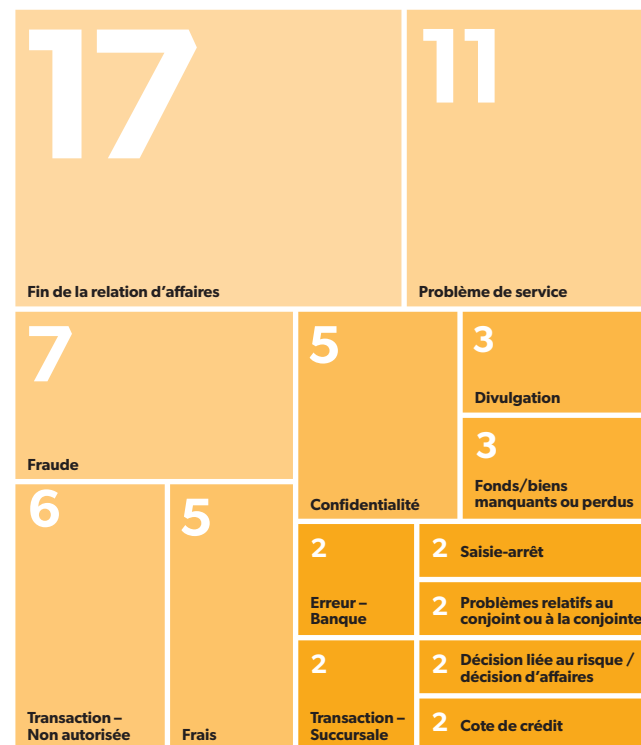 17
Fin de la relation d’affaires
11
Problème de service
7
Fraude
5
Confidentialité
3
Divulgation
3
Fonds/biens
manquants ou perdus
6
Transaction –
Non autorisée
5
Frais
2
Erreur –
Banque
2
Transaction –
Succursale
2 Saisie-arrêt
2 Problèmes relatifs au
conjoint ou à la conjointe
2 Décision liée au risque /
décision d’affaires
2 Cote de crédit